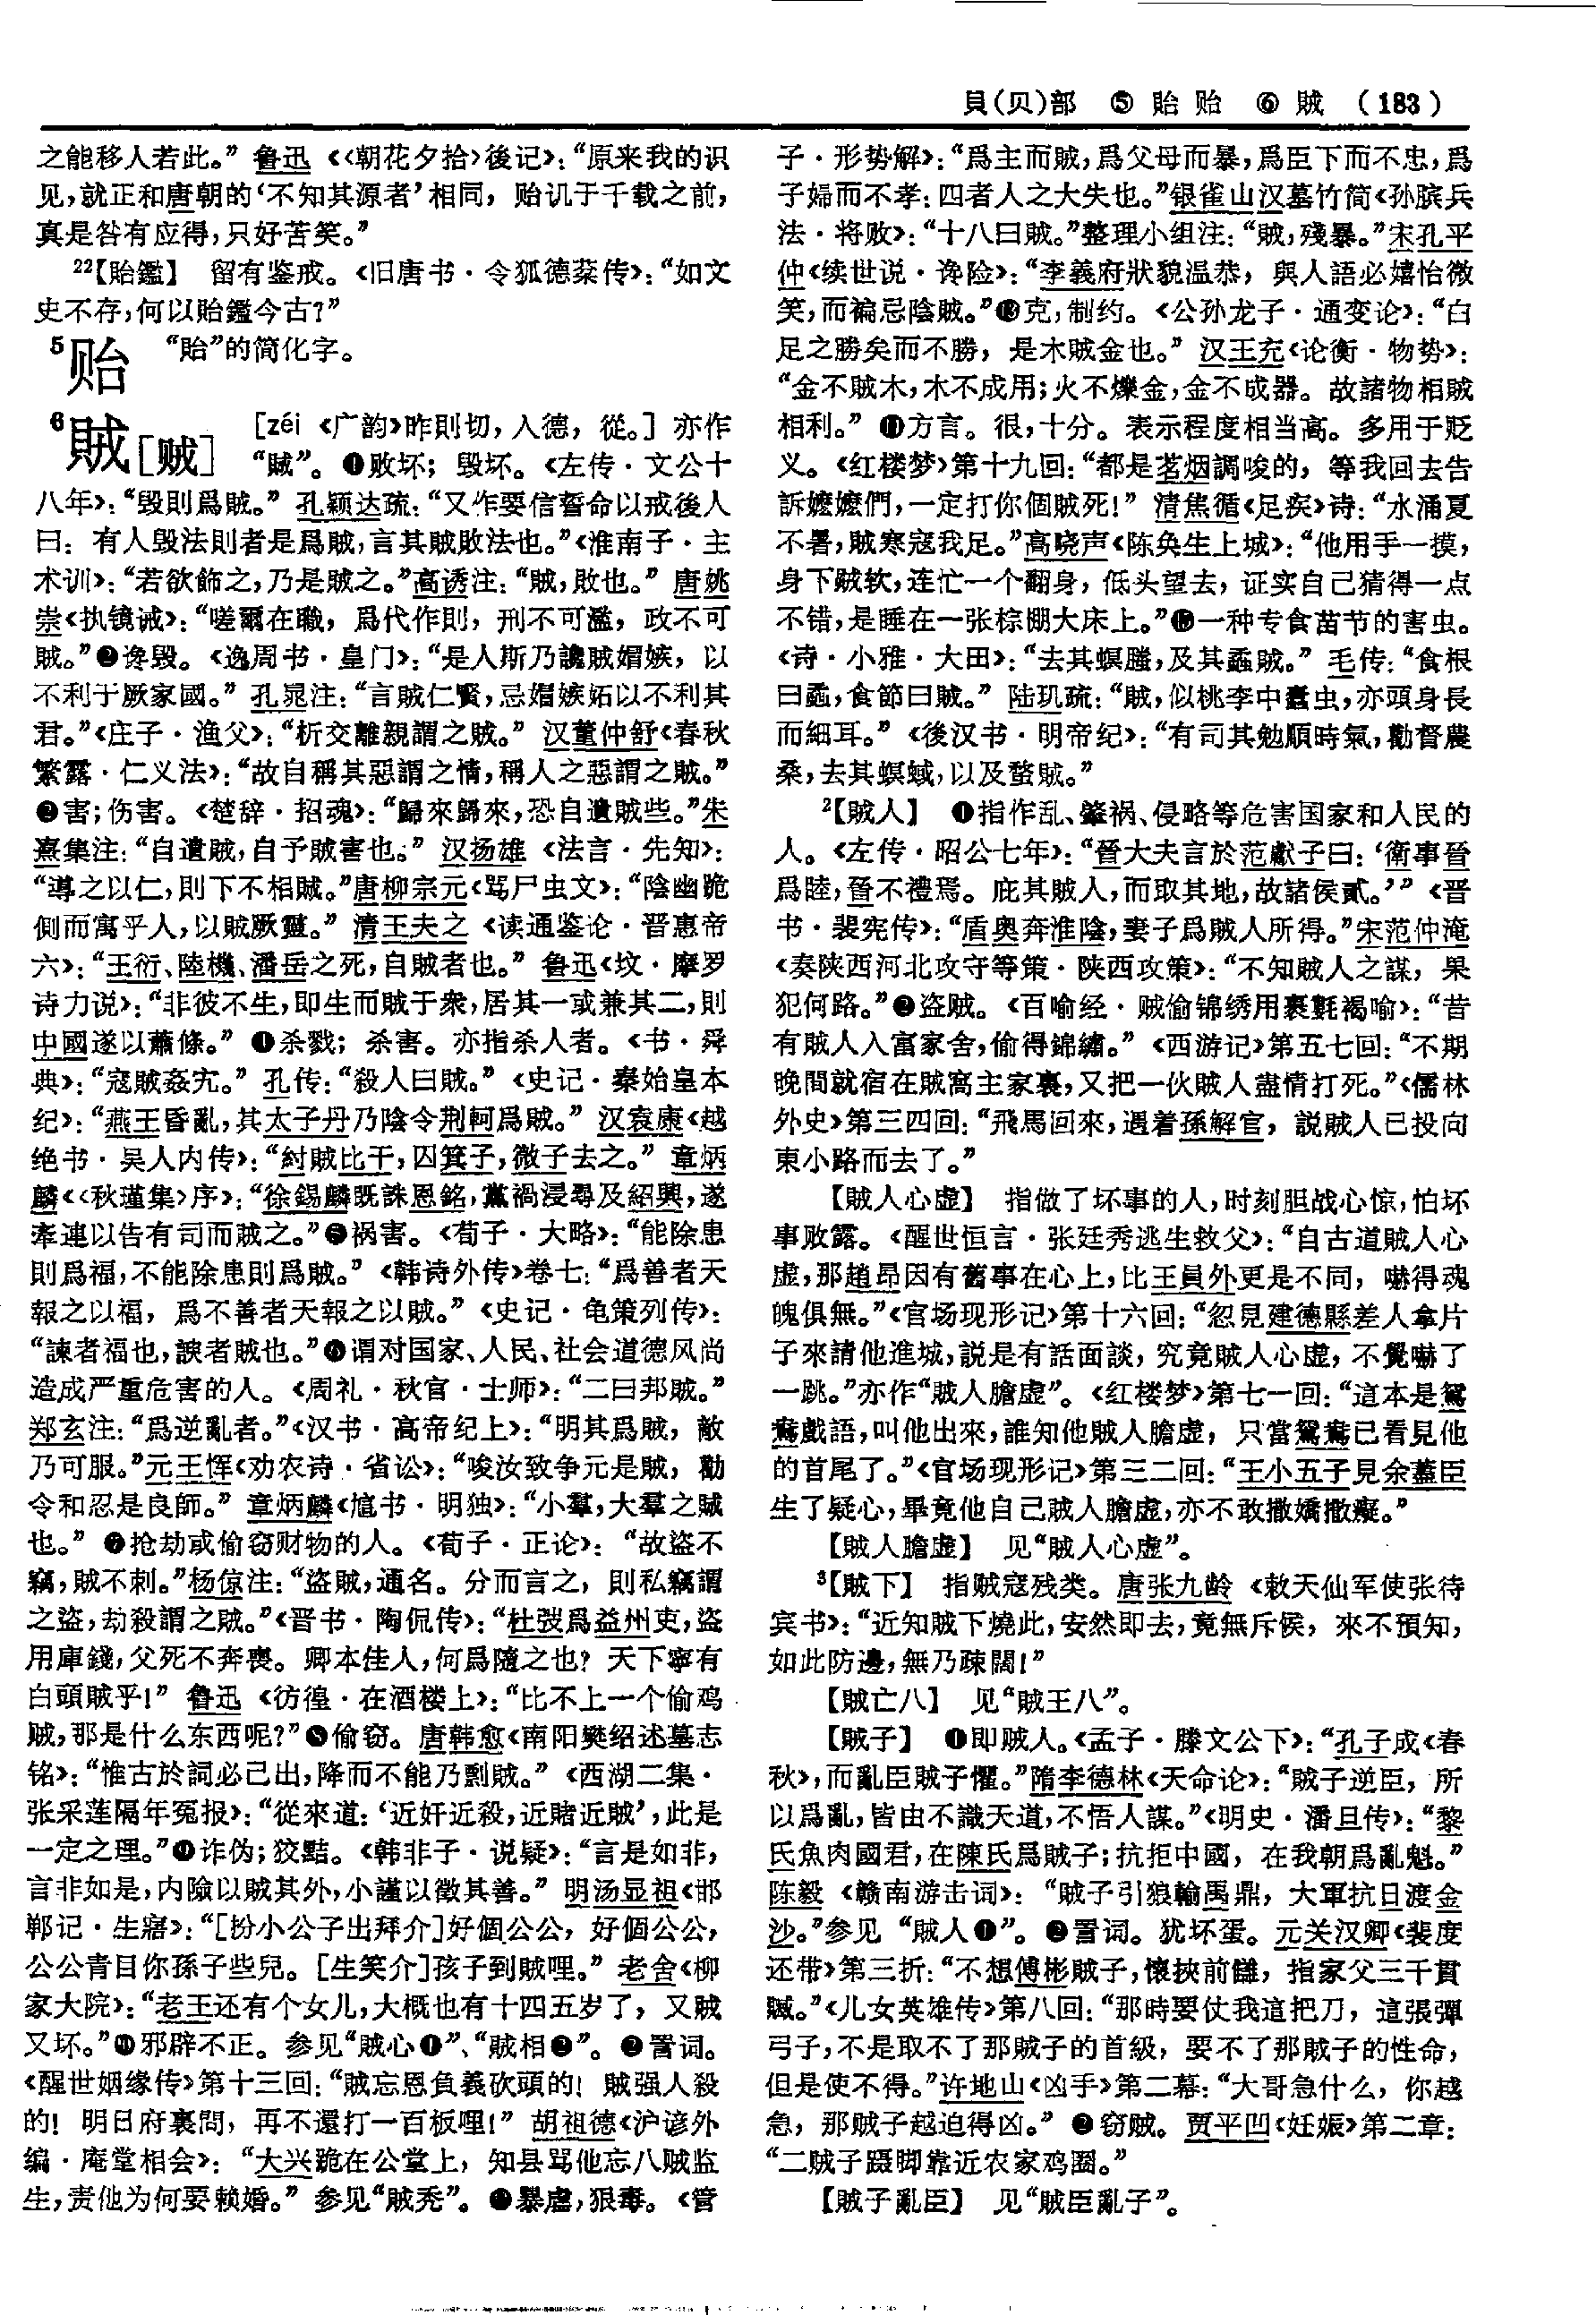 貝(贝)部 ⑤ 貽贻 ⑥ 賊 (183)
之能移人若此。” 鲁迅《〈朝花夕拾〉後记》：“原来我的识
见，就正和唐朝的‘不知其源者’相同，贻讥于千载之前，
真是咎有应得，只好苦笑。”
22【貽鑑】 留有鉴戒。《旧唐书·令狐德棻传》：“如文
史不存，何以貽鑑今古？”
5贻 “貽”的简化字。
6賊[贼] [zéi 《广韵》昨則切，入德，從。] 亦作
“贼”。❶败坏；毁坏。《左传·文公十
八年》：“毁則爲賊。” 孔颖达疏：“又作要信誓命以戒後人
曰：有人毁法則者是爲賊，言其賊敗法也。”《淮南子·主
术训》：“若欲飾之，乃是賊之。”高诱注：“賊，敗也。” 唐姚
崇《执镜诫》：“嗟爾在職，爲代作則，刑不可濫，政不可
賊。”❷谗毁。《逸周书·皇门》：“是人斯乃讒賊媢嫉，以
不利于厥家國。” 孔晁注：“言賊仁賢，忌媢嫉妬以不利其
君。”《庄子·渔父》：“析交離親謂之賊。” 汉董仲舒《春秋
繁露·仁义法》：“故自稱其惡謂之情，稱人之惡謂之賊。”
❸害；伤害。《楚辞·招魂》：“歸來歸來，恐自遺賊些。”朱
熹集注：“自遺賊，自予賊害也。” 汉扬雄《法言·先知》：
“導之以仁，則下不相賊。”唐柳宗元《骂尸虫文》：“陰幽跪
側而寓乎人，以賊厥靈。” 清王夫之《读通鉴论·晋惠帝
六》：“王衍、陸機、潘岳之死，自賊者也。” 鲁迅《坟·摩罗
诗力说》：“非彼不生，即生而賊于衆，居其一或兼其二，則
中國遂以蕭條。” ❹杀戮；杀害。亦指杀人者。《书·舜
典》：“寇賊姦宄。” 孔传：“殺人曰賊。” 《史记·秦始皇本
纪》：“燕王昏亂，其太子丹乃陰令荆軻爲賊。” 汉袁康《越
绝书·吴人内传》：“紂賊比干，囚箕子，微子去之。” 章炳
麟《〈秋瑾集〉序》：“徐錫麟既誅恩銘，黨禍浸尋及紹興，遂
牽連以告有司而賊之。”❺祸害。《荀子·大略》：“能除患
則爲福，不能除患則爲賊。” 《韩诗外传》卷七：“爲善者天
報之以福，爲不善者天報之以賊。” 《史记·龟策列传》：
“諫者福也，諛者賊也。”❻谓对国家、人民、社会道德风尚
造成严重危害的人。《周礼·秋官·士师》：“二曰邦賊。”
郑玄注：“爲逆亂者。”《汉书·高帝纪上》：“明其爲賊，敵
乃可服。”元王恽《劝农诗·省讼》：“唆汝致争元是賊，勸
令和忍是良師。” 章炳麟《訄书·明独》：“小羣，大羣之賊
也。” ❼抢劫或偷窃财物的人。《荀子·正论》：“故盜不
竊，賊不刺。”杨倞注：“盜賊，通名。分而言之，則私竊謂
之盜，劫殺謂之賊。”《晋书·陶侃传》：“杜弢爲益州吏，盜
用庫錢，父死不奔喪。卿本佳人，何爲隨之也？天下寧有
白頭賊乎！” 鲁迅《彷徨·在酒楼上》：“比不上一个偷鸡
贼，那是什么东西呢？”❽偷窃。唐韩愈《南阳樊绍述墓志
铭》：“惟古於詞必己出，降而不能乃剽賊。” 《西湖二集·
张采莲隔年冤报》：“從來道：‘近奸近殺，近賭近賊’，此是
一定之理。”❾诈伪；狡黠。《韩非子·说疑》：“言是如非，
言非如是，内險以賊其外，小謹以徵其善。” 明汤显祖《邯
郸记·生寤》：“[扮小公子出拜介]好個公公，好個公公，
公公青目你孫子些兒。[生笑介]孩子到賊哩。” 老舍《柳
家大院》：“老王还有个女儿，大概也有十四五岁了，又贼
又坏。”❿邪辟不正。参见“賊心❶”、“賊相❷”。⓫詈词。
《醒世姻缘传》第十三回：“賊忘恩負義砍頭的！賊强人殺
的！明日府裏問，再不還打一百板哩！” 胡祖德《沪谚外
编·庵堂相会》：“大兴跪在公堂上，知县骂他忘八贼监
生，责他为何要赖婚。” 参见“賊秃”。⓬暴虐，狠毒。《管
子·形势解》：“爲主而賊，爲父母而暴，爲臣下而不忠，爲
子婦而不孝：四者人之大失也。”银雀山汉墓竹简《孙膑兵
法·将败》：“十八曰賊。”整理小组注：“賊，殘暴。”宋孔平
仲《续世说·谗险》：“李義府狀貌温恭，與人語必嬉怡微
笑，而褊忌陰賊。”⓭克，制约。《公孙龙子·通变论》：“白
足之勝矣而不勝，是木賊金也。” 汉王充《论衡·物势》：
“金不賊木，木不成用；火不爍金，金不成器。故諸物相賊
相利。” ⓮方言。很，十分。表示程度相当高。多用于贬
义。《红楼梦》第十九回：“都是茗烟調唆的，等我回去告
訴嬷嬷們，一定打你個賊死！” 清焦循《足疾》诗：“水涌夏
不暑，賊寒寇我足。”高晓声《陈奂生上城》：“他用手一摸，
身下贼软，连忙一个翻身，低头望去，证实自己猜得一点
不错，是睡在一张棕棚大床上。”⓯一种专食苗节的害虫。
《诗·小雅·大田》：“去其螟螣，及其蟊賊。” 毛传：“食根
曰蟊，食節曰賊。” 陆玑疏：“賊，似桃李中蠹虫，亦頭身長
而細耳。” 《後汉书·明帝纪》：“有司其勉順時氣，勸督農
桑，去其螟蜮，以及蝥賊。”
2【賊人】 ❶指作乱、肇祸、侵略等危害国家和人民的
人。《左传·昭公七年》：“晉大夫言於范獻子曰：‘衛事晉
爲睦，晉不禮焉。庇其賊人，而取其地，故諸侯貳。’” 《晋
书·裴宪传》：“盾奥奔淮陰，妻子爲賊人所得。”宋范仲淹
《奏陕西河北攻守等策·陕西攻策》：“不知賊人之謀，果
犯何路。”❷盗贼。《百喻经·贼偷锦绣用裹氀褐喻》：“昔
有賊人入富家舍，偷得錦繡。” 《西游记》第五七回：“不期
晚間就宿在賊窩主家裏，又把一伙賊人盡情打死。”《儒林
外史》第三四回：“飛馬回來，遇着孫解官，説賊人已投向
東小路而去了。”
【賊人心虚】 指做了坏事的人，时刻胆战心惊，怕坏
事败露。《醒世恒言·张廷秀逃生救父》：“自古道賊人心
虚，那趙昂因有舊事在心上，比王員外更是不同，嚇得魂
魄俱無。”《官场现形记》第十六回：“忽見建德縣差人拿片
子來請他進城，説是有話面談，究竟賊人心虚，不覺嚇了
一跳。”亦作“賊人膽虚”。《红楼梦》第七一回：“這本是鴛
鴦戲語，叫他出來，誰知他賊人膽虚，只當鴛鴦已看見他
的首尾了。”《官场现形记》第三二回：“王小五子見余藎臣
生了疑心，畢竟他自己賊人膽虚，亦不敢撒嬌撒癡。”
【賊人膽虚】 见“賊人心虚”。
3【賊下】 指贼寇残类。唐张九龄《敕天仙军使张待
宾书》：“近知賊下燒此，安然即去，竟無斥候，來不預知，
如此防邊，無乃疎闊！”
【賊亡八】 见“賊王八”。
【賊子】 ❶即贼人。《孟子·滕文公下》：“孔子成《春
秋》，而亂臣賊子懼。”隋李德林《天命论》：“賊子逆臣，所
以爲亂，皆由不識天道，不悟人謀。”《明史·潘旦传》：“黎
氏魚肉國君，在陳氏爲賊子；抗拒中國，在我朝爲亂魁。”
陈毅《赣南游击词》：“賊子引狼輸禹鼎，大軍抗日渡金
沙。”参见“賊人❶”。❷詈词。犹坏蛋。元关汉卿《裴度
还带》第三折：“不想傅彬賊子，懷挾前讎，指家父三千貫
贓。”《儿女英雄传》第八回：“那時要仗我這把刀，這張彈
弓子，不是取不了那賊子的首級，要不了那賊子的性命，
但是使不得。”许地山《凶手》第二幕：“大哥急什么，你越
急，那贼子越迫得凶。” ❸窃贼。贾平凹《妊娠》第二章：
“二贼子蹑脚靠近农家鸡圈。”
【賊子亂臣】 见“賊臣亂子”。